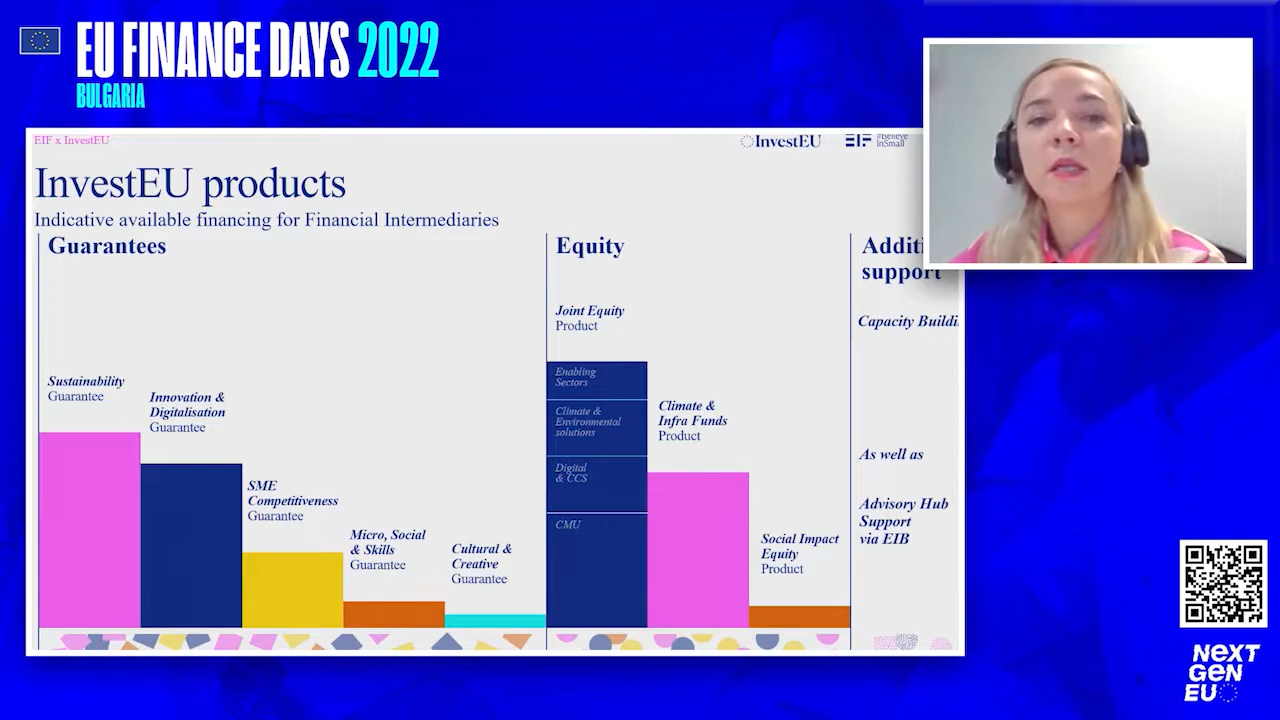 EU FINANCE DAYS 2022
BULGARIA
EIF x InvestEU
InvestEU
EIF
#Believe
InSmall
InvestEU products
Indicative available financing for Financial Intermediaries
Guarantees
Sustainability
Guarantee
Innovation &
Digitalisation
Guarantee
SME
Competitiveness
Guarantee
Micro, Social
& Skills
Guarantee
Cultural &
Creative
Guarantee
Equity
Joint Equity
Product
Enabling
Sectors
Climate &
Environmental
solutions
Digital
& CCS
CMU
Climate &
Infra Funds
Product
Social Impact
Equity
Product
Additi
support
Capacity Buildi
As well as
Advisory Hub
Support
via EIB
NEXT
GEN
EU